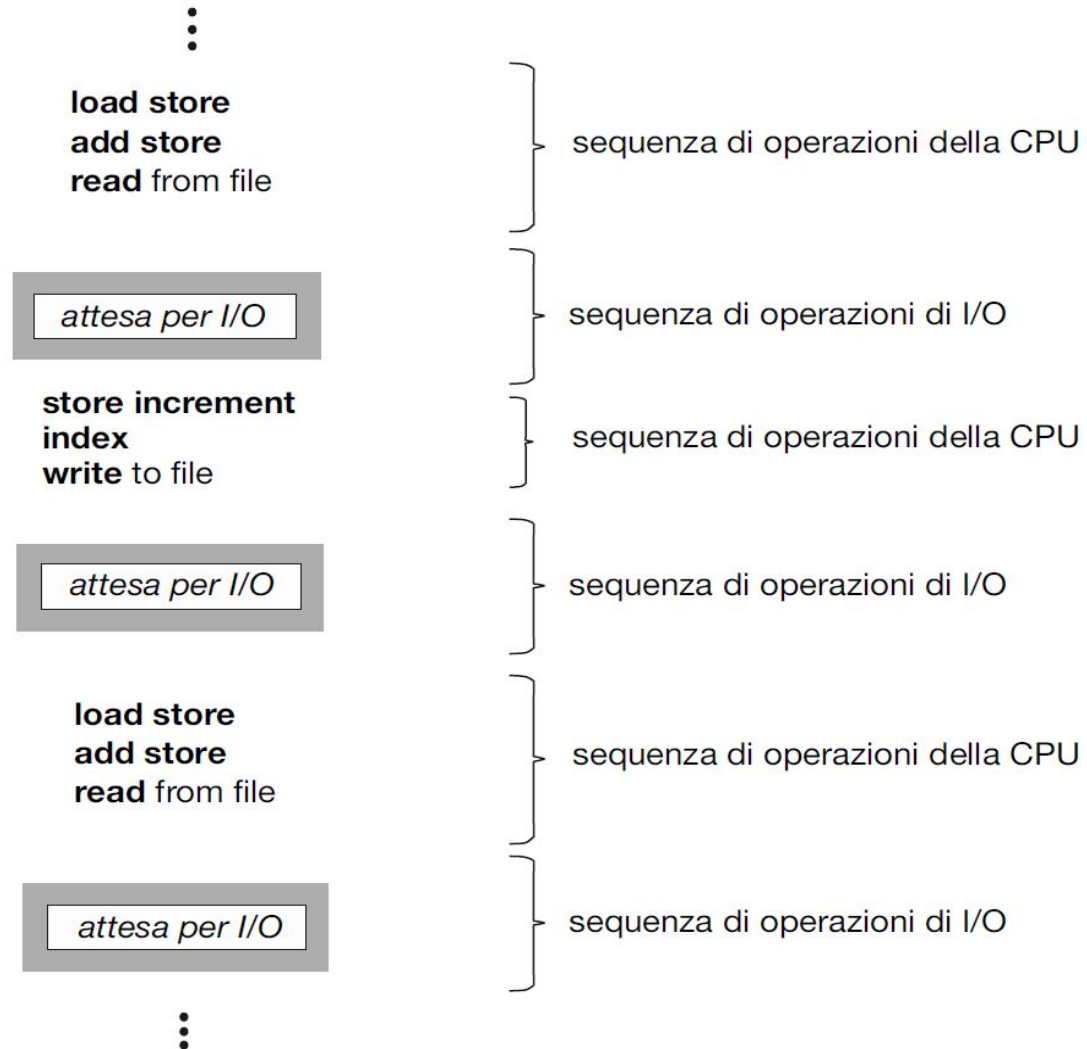 load store
add store
read from file
sequenza di operazioni della CPU
attesa per I/O
sequenza di operazioni di I/O
store increment
index
write to file
sequenza di operazioni della CPU
attesa per I/O
sequenza di operazioni di I/O
load store
add store
read from file
sequenza di operazioni della CPU
attesa per I/O
sequenza di operazioni di I/O